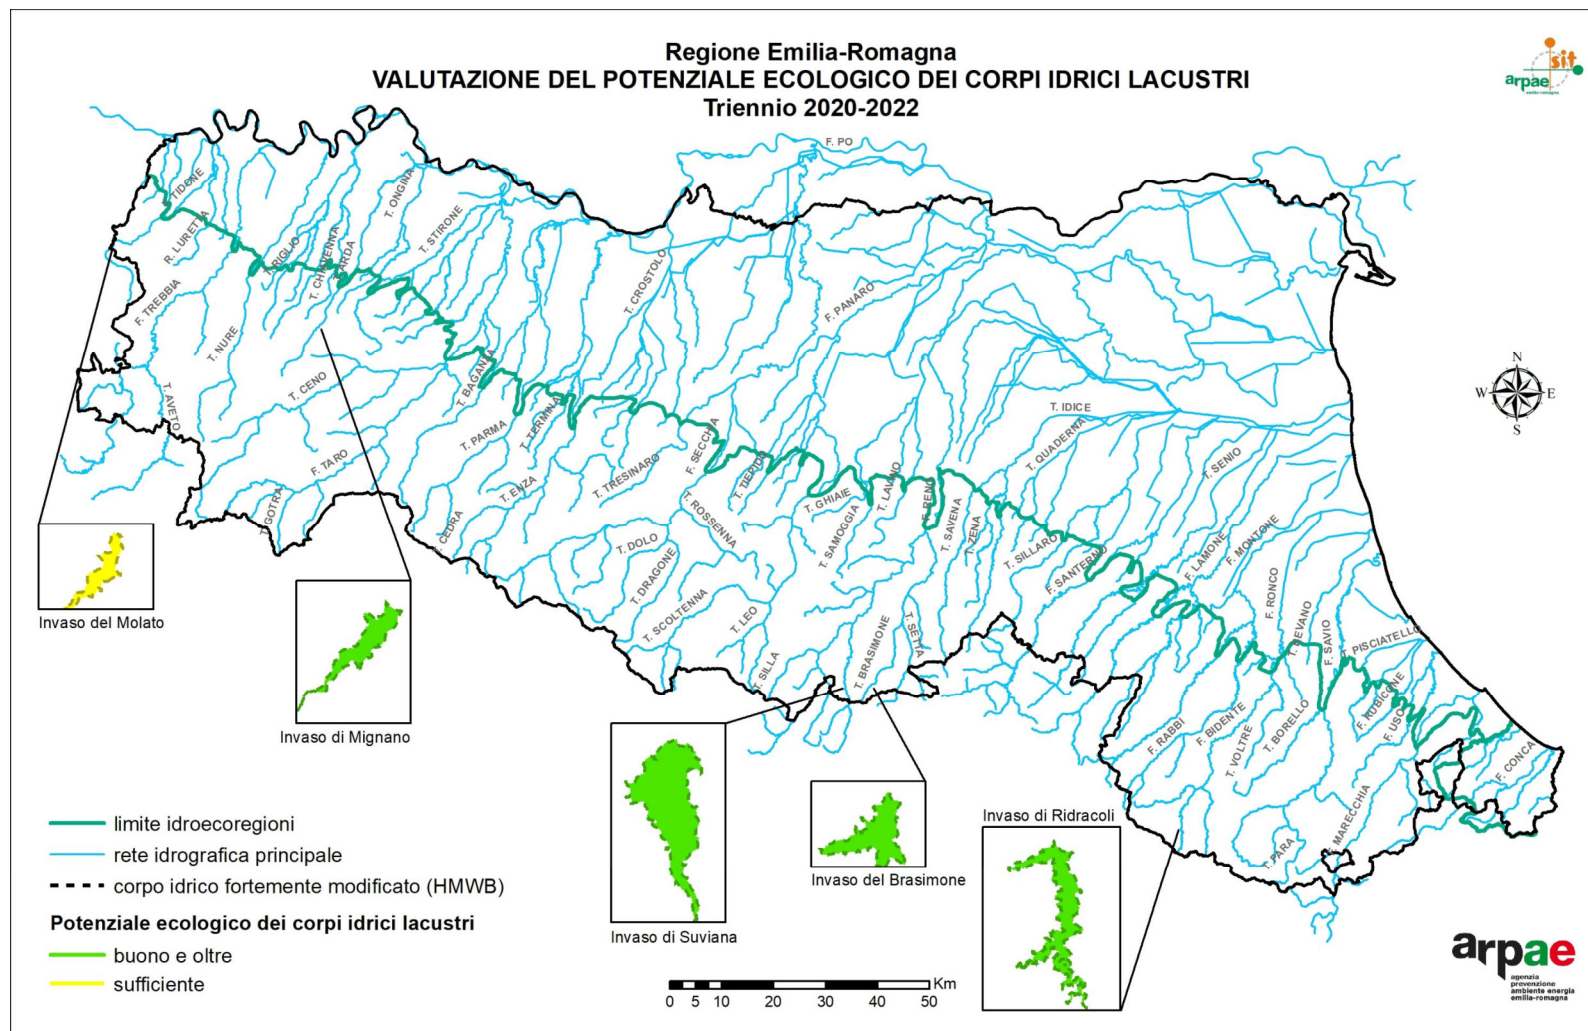 Regione Emilia-Romagna
VALUTAZIONE DEL POTENZIALE ECOLOGICO DEI CORPI IDRICI LACUSTRI
Triennio 2020-2022
sit
arpae
emilia-romagna
F. PO
TIDONE
R. LURETTA
T. RIGLIO
T. CHIAVENNA
ARDA
T. ONGINA
T. STIRONE
F. TREBBIA
T. NURE
T. CROSTOLO
F. PANARO
T. AVETO
T. CENO
T. BAGANZA
T. PARMA
T. TERMINA
F. TARO
T. GOTRA
T. ENZA
T. TRESINARO
F. SECCHIA
T. TIEPIDO
T. GHIAIE
T. LAVINO
F. RENO
T. SAVENA
T. ZENA
T. IDICE
T. QUADERNA
T. SENIO
CEDRA
T. DOLO
T. ROSSENNA
T. DRAGONE
T. SAMOGGIA
T. SILLARO
F. SANTERNO
F. LAMONE
F. MONTONE
F. RONCO
T. BEVANO
F. SAVIO
T. PISCIATELLO
T. SCOLTENNA
T. LEO
T. SILLA
T. BRASIMONE
T. SETTA
F. RABBI
F. BIDENTE
T. VOLTRE
T. BORELLO
F. RUBICONE
F. USO
F. CONCA
F. MARECCHIA
T. PARA
N
W
E
S
Invaso del Molato
Invaso di Mignano
Invaso di Suviana
Invaso del Brasimone
Invaso di Ridracoli
limite idroecoregioni
rete idrografica principale
corpo idrico fortemente modificato (HMWB)
Potenziale ecologico dei corpi idrici lacustri
buono e oltre
sufficiente
Km
0 5 10 20 30 40 50
arpae
agenzia
prevenzione
ambiente energia
emilia-romagna